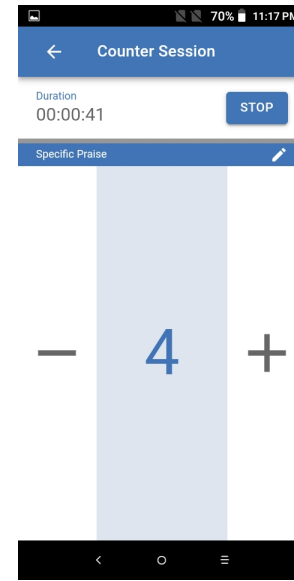 70% 11:17 PM
Counter Session
Duration
00:00:41
STOP
Specific Praise
− 4 +